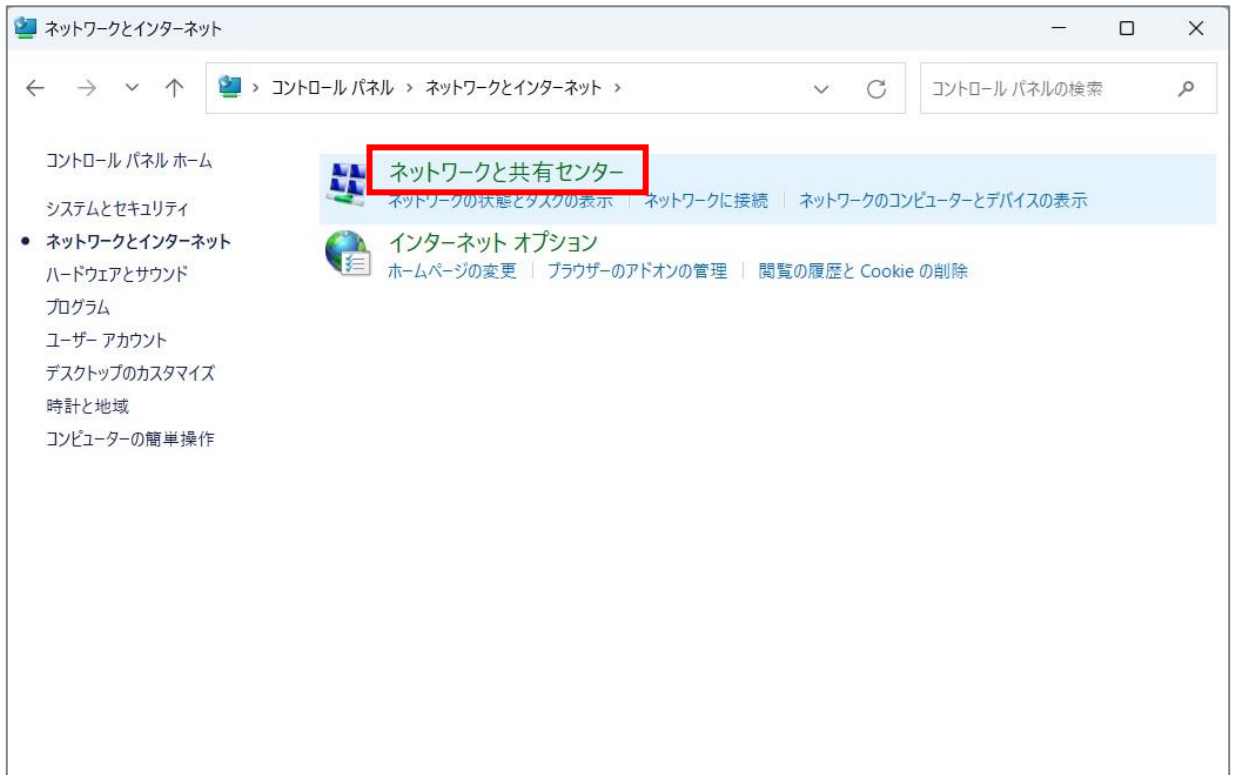 ネットワークとインターネット
コントロール パネル › ネットワークとインターネット ›
コントロール パネルの検索
コントロール パネル ホーム
システムとセキュリティ
• ネットワークとインターネット
ハードウェアとサウンド
プログラム
ユーザー アカウント
デスクトップのカスタマイズ
時計と地域
コンピューターの簡単操作
ネットワークと共有センター
ネットワークの状態とタスクの表示 | ネットワークに接続 | ネットワークのコンピューターとデバイスの表示
インターネット オプション
ホームページの変更 | ブラウザーのアドオンの管理 | 閲覧の履歴と Cookie の削除